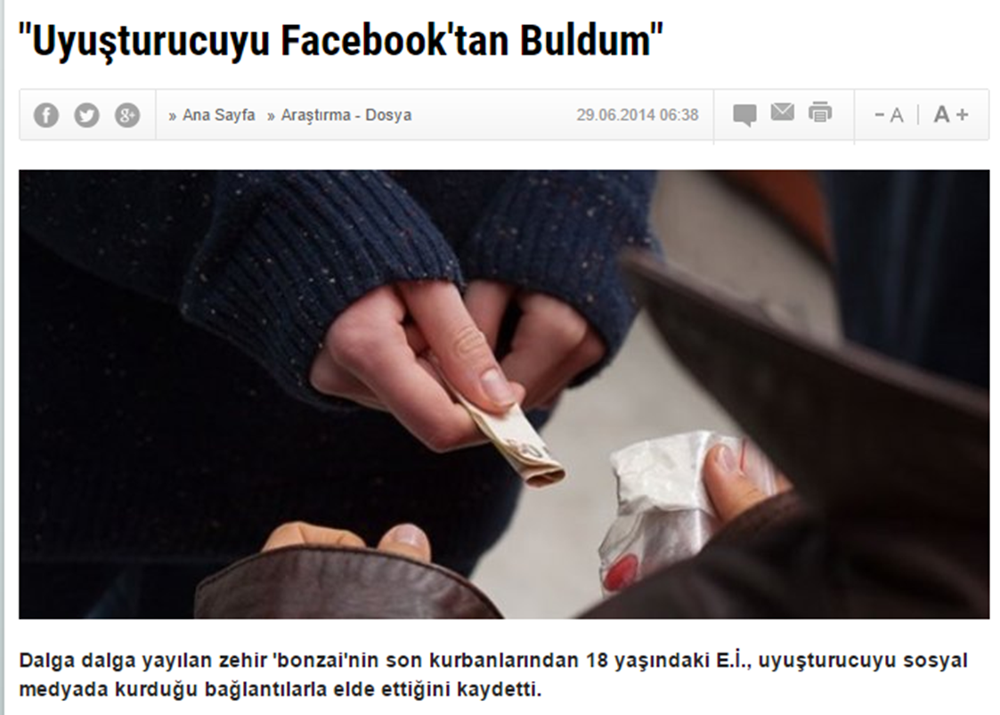 "Uyuşturucuyu Facebook'tan Buldum"
» Ana Sayfa » Araştırma - Dosya 29.06.2014 06:38 - A | A +
Dalga dalga yayılan zehir 'bonzai'nin son kurbanlarından 18 yaşındaki E.İ., uyuşturucuyu sosyal
medyada kurduğu bağlantılarla elde ettiğini kaydetti.